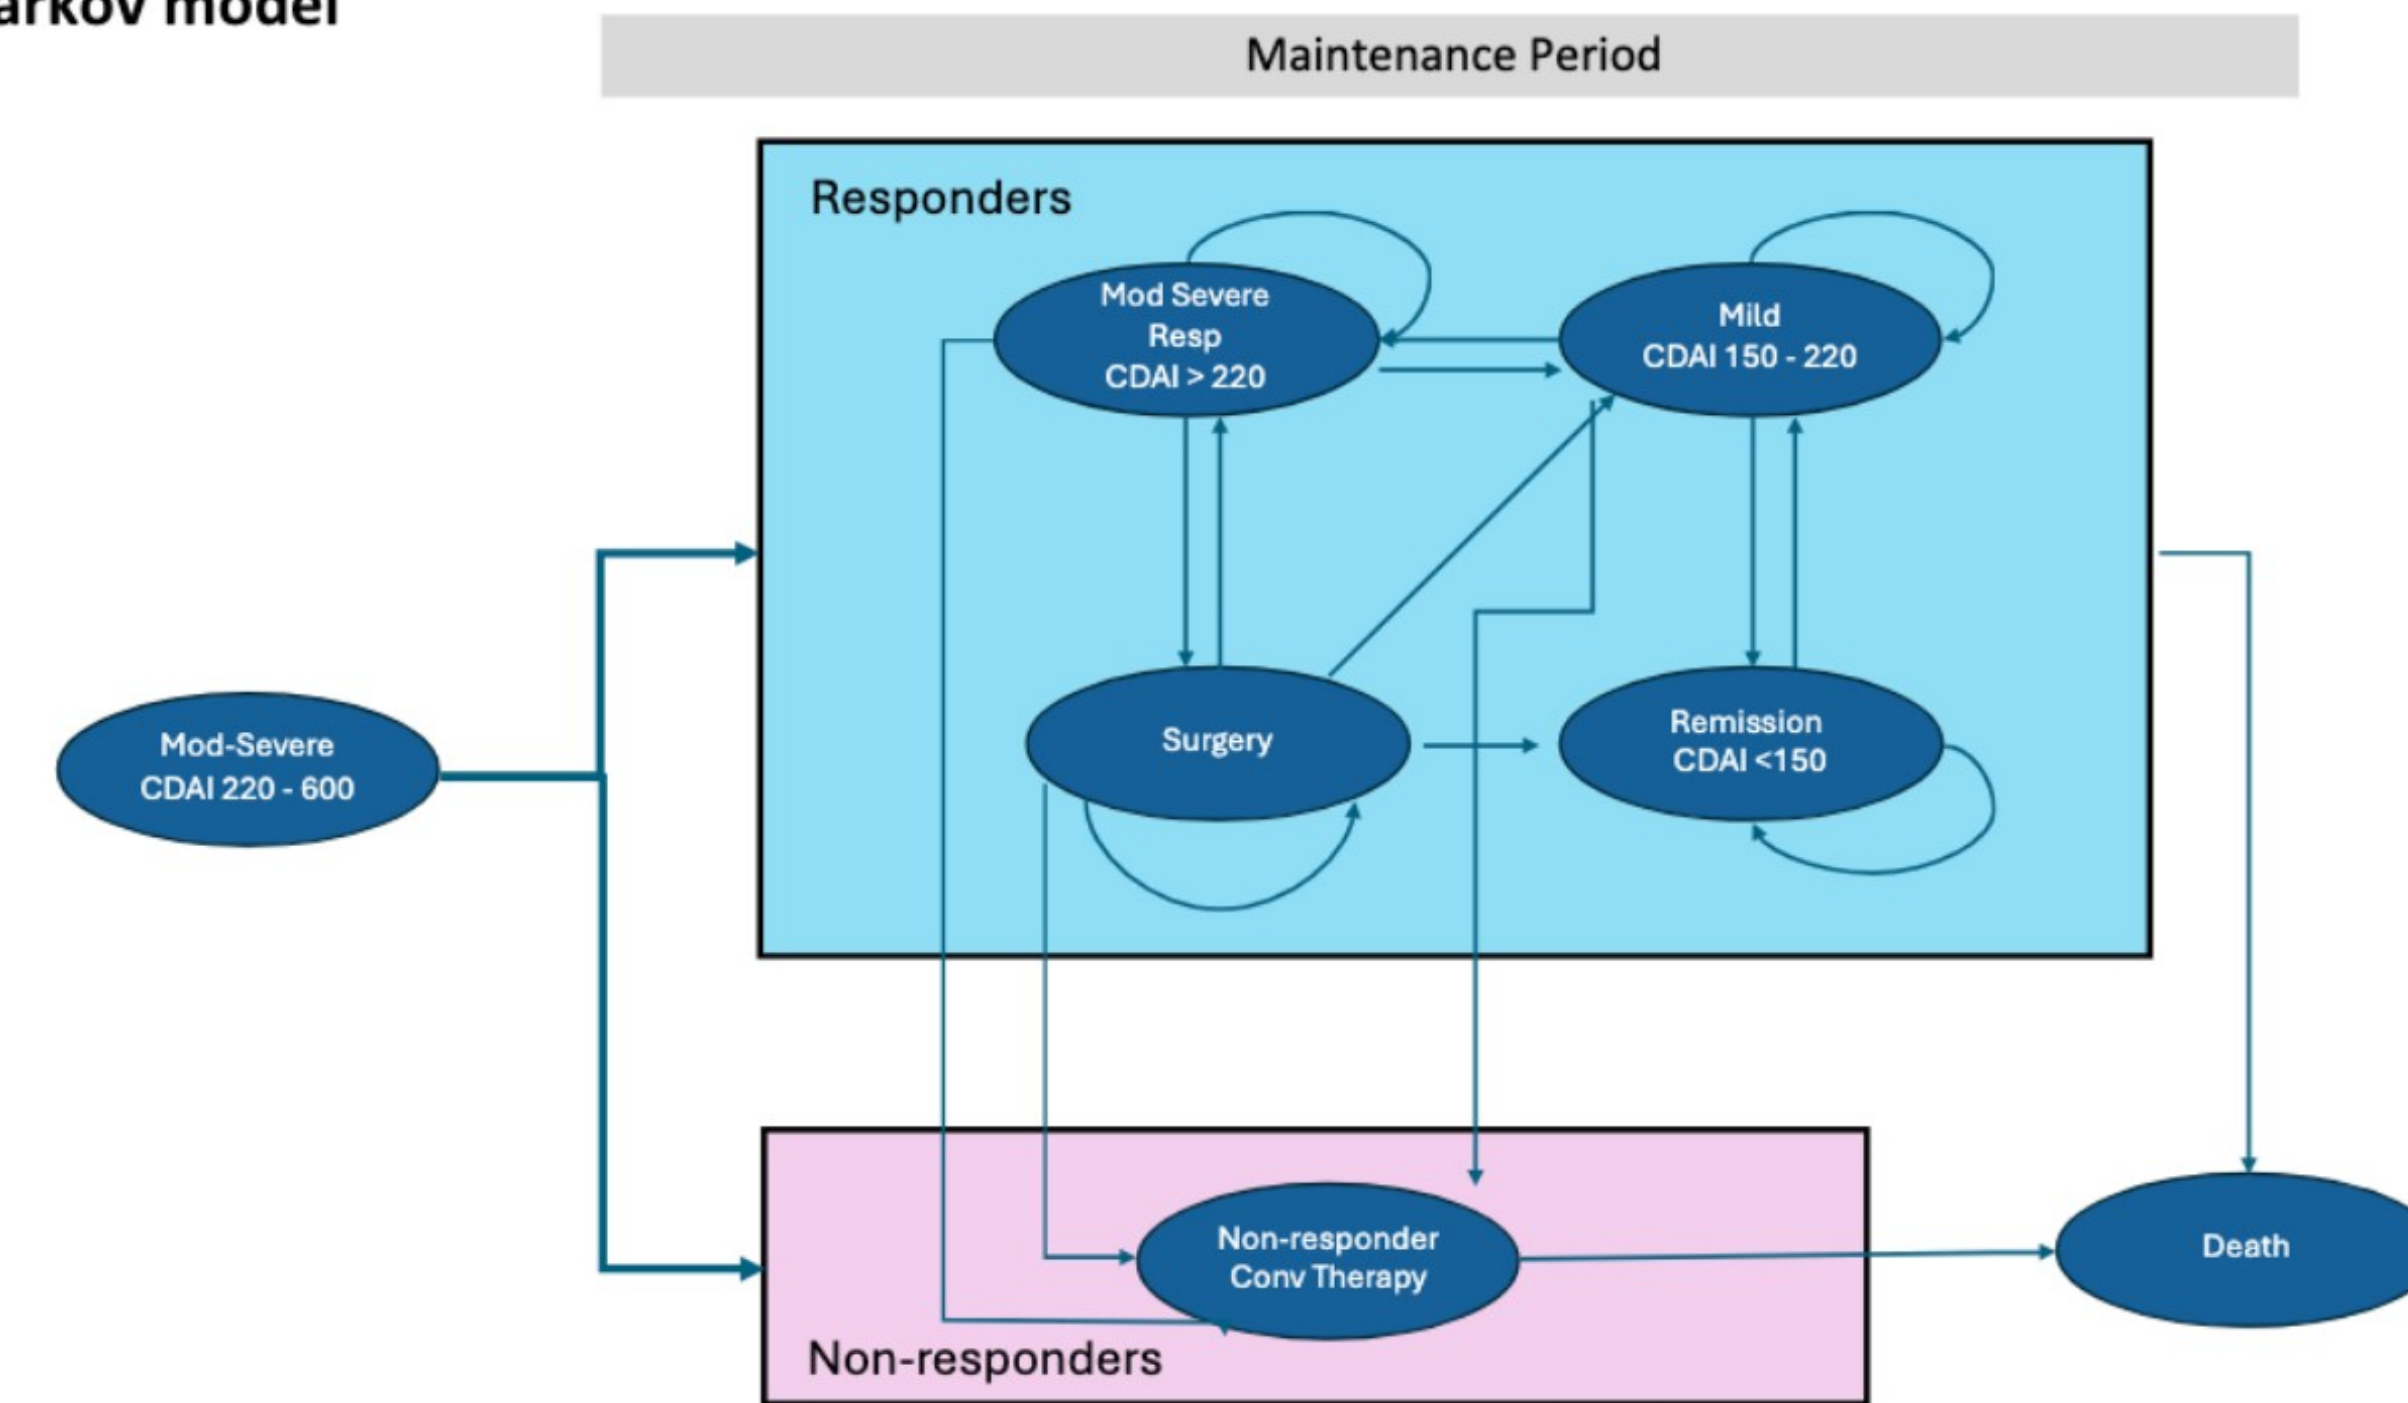 arkov model
Maintenance Period
Responders
Mod Severe
Resp
CDAI > 220
Mild
CDAI 150 - 220
Surgery
Remission
CDAI <150
Mod-Severe
CDAI 220 - 600
Non-responder
Conv Therapy
Death
Non-responders